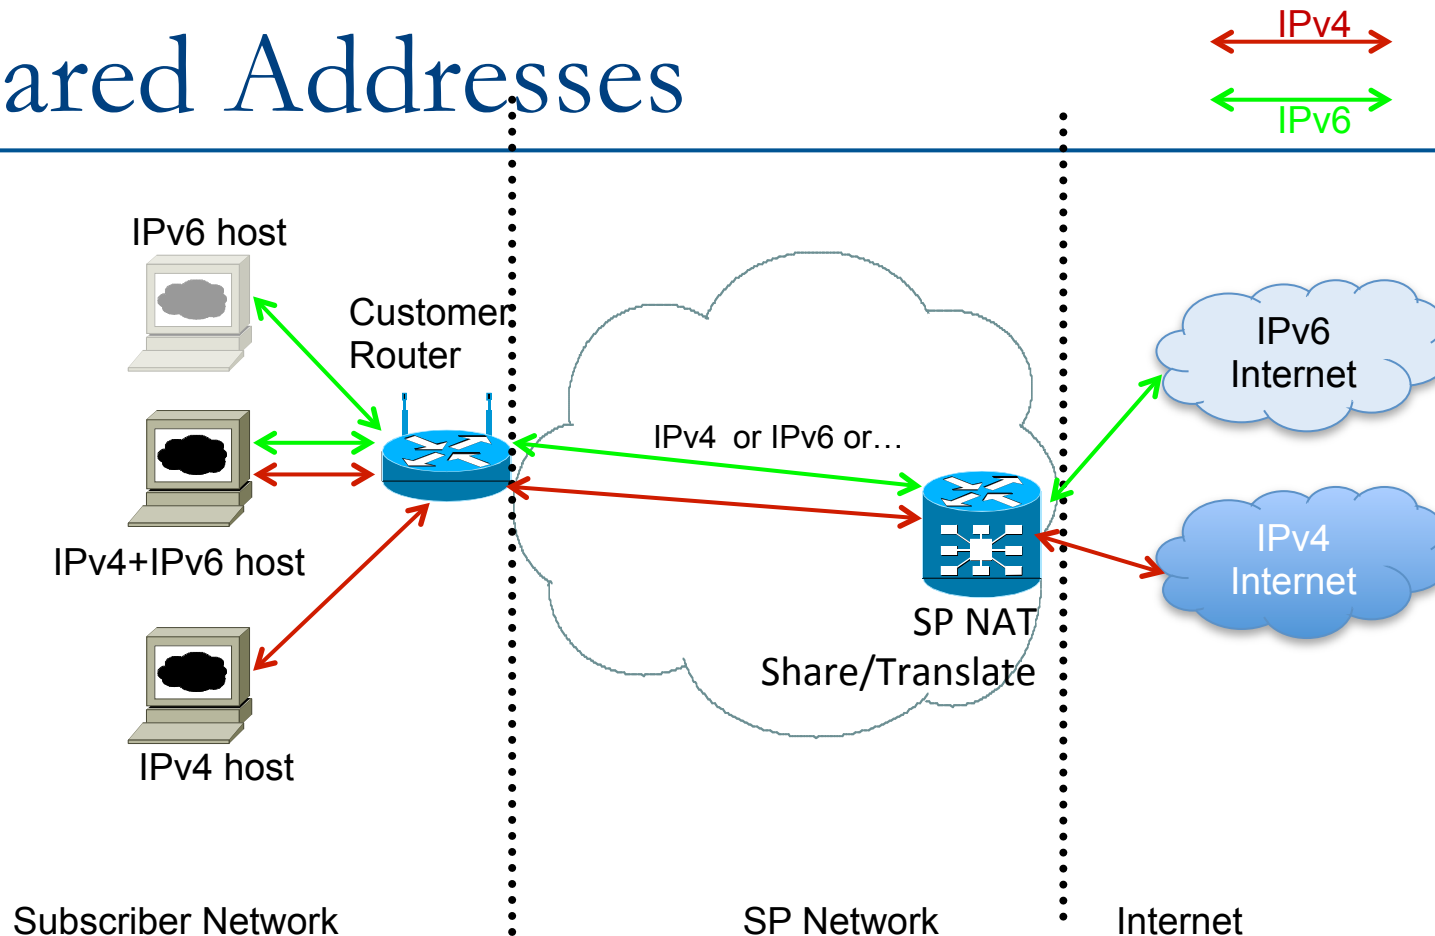 ared Addresses
IPv4
IPv6
IPv6 host
Customer
Router
IPv4  or IPv6 or…
IPv6
Internet
IPv4+IPv6 host
IPv4
Internet
SP NAT
Share/Translate
IPv4 host
Subscriber Network
SP Network
Internet